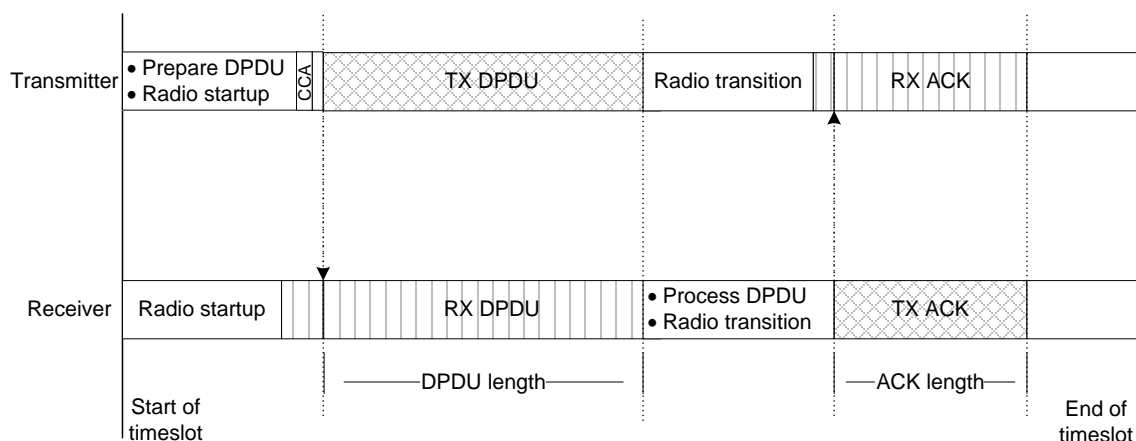 Transmitter
• Prepare DPDU
• Radio startup
CCA
TX DPDU
Radio transition
RX ACK
Receiver
Radio startup
RX DPDU
• Process DPDU
• Radio transition
TX ACK
DPDU length
ACK length
Start of
timeslot
End of
timeslot